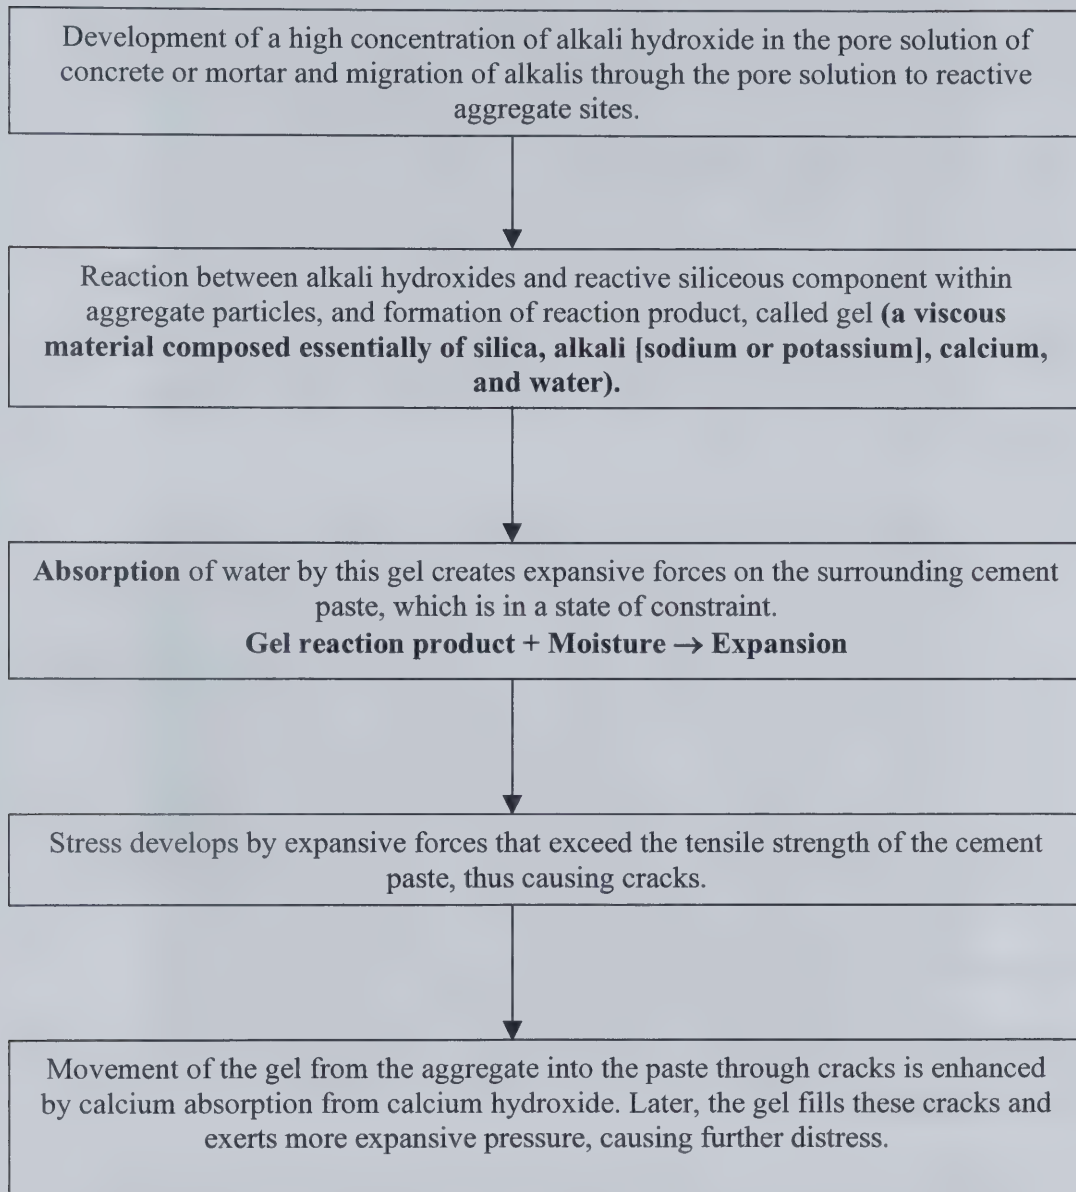 Development of a high concentration of alkali hydroxide in the pore solution of
concrete or mortar and migration of alkalis through the pore solution to reactive
aggregate sites.
Reaction between alkali hydroxides and reactive siliceous component within
aggregate particles, and formation of reaction product, called gel (a viscous
material composed essentially of silica, alkali [sodium or potassium], calcium,
and water).
Absorption of water by this gel creates expansive forces on the surrounding cement
paste, which is in a state of constraint.
Gel reaction product + Moisture → Expansion
Stress develops by expansive forces that exceed the tensile strength of the cement
paste, thus causing cracks.
Movement of the gel from the aggregate into the paste through cracks is enhanced
by calcium absorption from calcium hydroxide. Later, the gel fills these cracks and
exerts more expansive pressure, causing further distress.